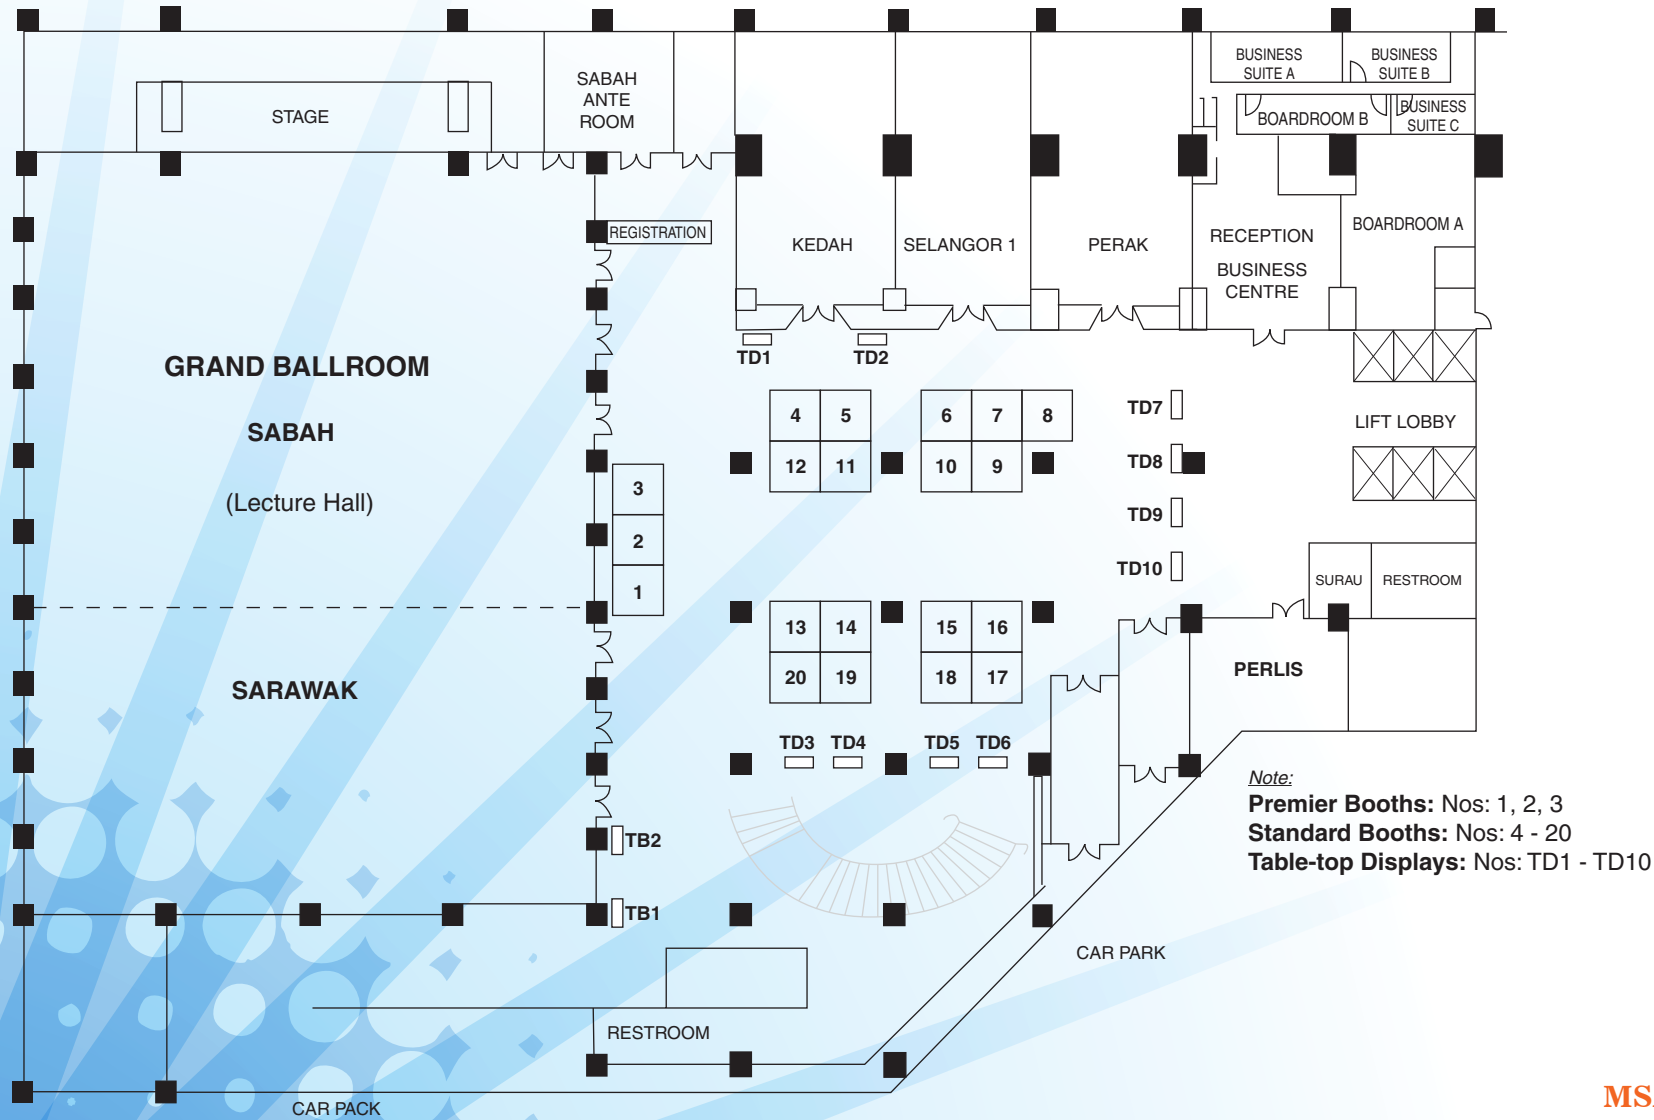 BUSINESS
SUITE A
BUSINESS
SUITE B
SABAH
ANTE
ROOM
STAGE
BOARDROOM B
BUSINESS
SUITE C
REGISTRATION
KEDAH
SELANGOR 1
PERAK
RECEPTION
BUSINESS
CENTRE
BOARDROOM A
TD1
TD2
GRAND BALLROOM
SABAH
(Lecture Hall)
4
5
6
7
8
12
11
10
9
TD7
TD8
TD9
TD10
LIFT LOBBY
3
2
1
SURAU
RESTROOM
13
14
15
16
20
19
18
17
SARAWAK
PERLIS
TD3
TD4
TD5
TD6
Note:
Premier Booths: Nos: 1, 2, 3
Standard Booths: Nos: 4 - 20
Table-top Displays: Nos: TD1 - TD10
TB2
TB1
CAR PARK
RESTROOM
CAR PACK